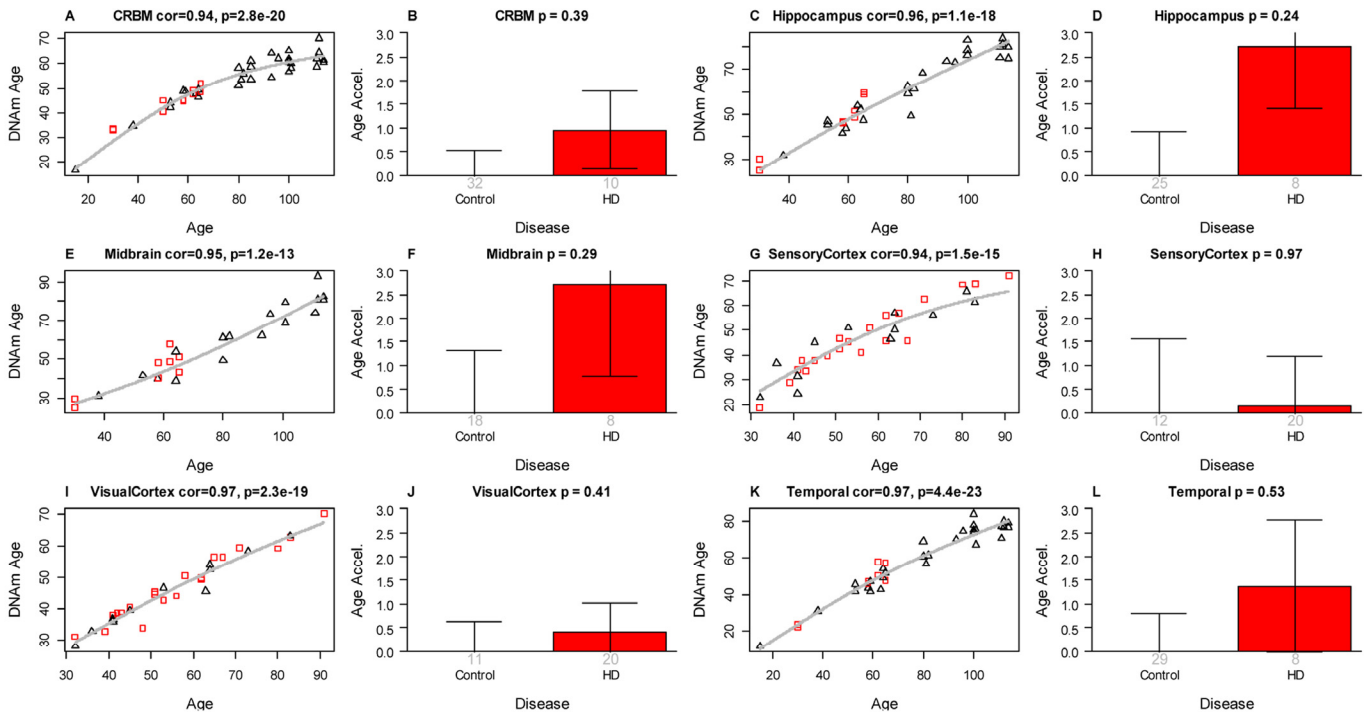 A CRBM cor=0.94, p=2.8e-20
DNAm Age
70
60
50
40
30
20
20 40 60 80 100
Age
B CRBM p = 0.39
Age Accel.
3.0
2.5
2.0
1.5
1.0
0.5
0.0
32 10
Control HD
Disease
C Hippocampus cor=0.96, p=1.1e-18
DNAm Age
70
50
30
40 60 80 100
Age
D Hippocampus p = 0.24
Age Accel.
3.0
2.5
2.0
1.5
1.0
0.5
0.0
25 8
Control HD
Disease
E Midbrain cor=0.95, p=1.2e-13
DNAm Age
90
70
50
30
40 60 80 100
Age
F Midbrain p = 0.29
Age Accel.
3.0
2.5
2.0
1.5
1.0
0.5
0.0
18 8
Control HD
Disease
G SensoryCortex cor=0.94, p=1.5e-15
DNAm Age
70
60
50
40
30
20
30 40 50 60 70 80 90
Age
H SensoryCortex p = 0.97
Age Accel.
3.0
2.5
2.0
1.5
1.0
0.5
0.0
12 20
Control HD
Disease
I VisualCortex cor=0.97, p=2.3e-19
DNAm Age
70
60
50
40
30
30 40 50 60 70 80 90
Age
J VisualCortex p = 0.41
Age Accel.
3.0
2.5
2.0
1.5
1.0
0.5
0.0
11 20
Control HD
Disease
K Temporal cor=0.97, p=4.4e-23
DNAm Age
80
60
40
20
20 40 60 80 100
Age
L Temporal p = 0.53
Age Accel.
3.0
2.5
2.0
1.5
1.0
0.5
0.0
29 8
Control HD
Disease